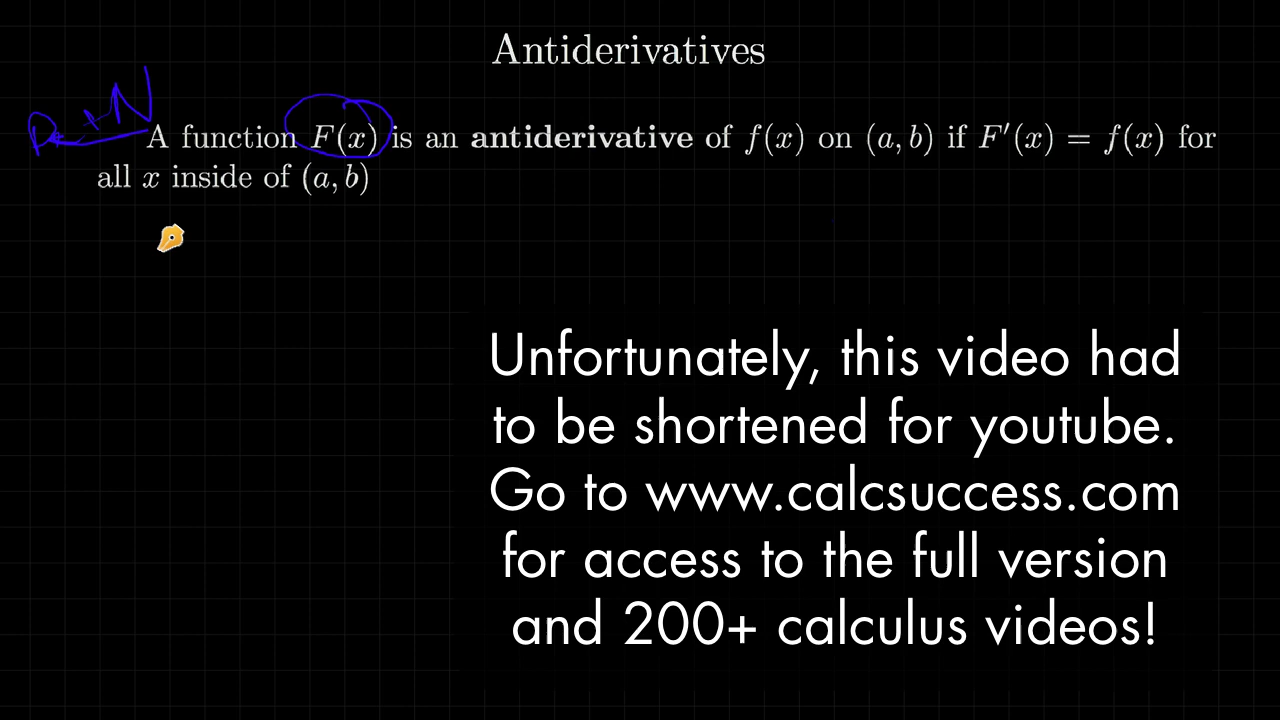 Antiderivatives
A function F(x) is an antiderivative of f(x) on (a, b) if F′(x) = f(x) for
all x inside of (a, b)
Unfortunately, this video had
to be shortened for youtube.
Go to www.calcsuccess.com
for access to the full version
and 200+ calculus videos!